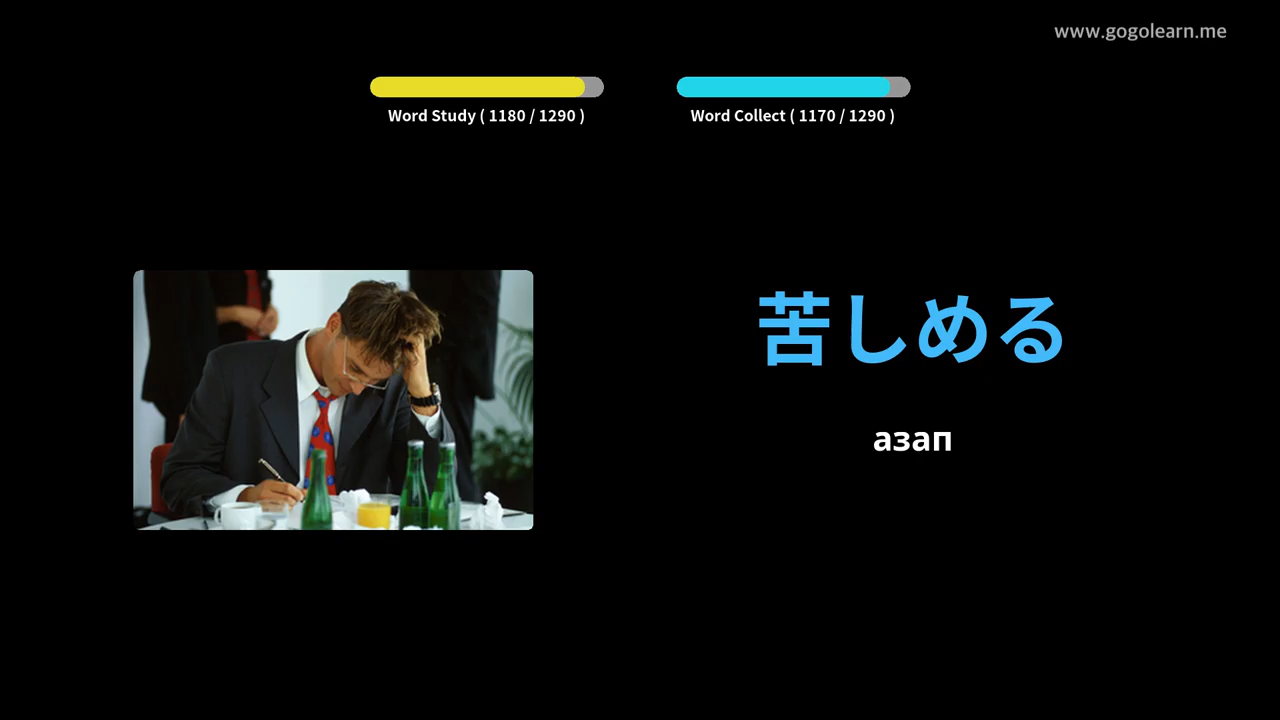 www.gogolearn.me
Word Study ( 1180 / 1290 )
Word Collect ( 1170 / 1290 )
苦しめる
азап